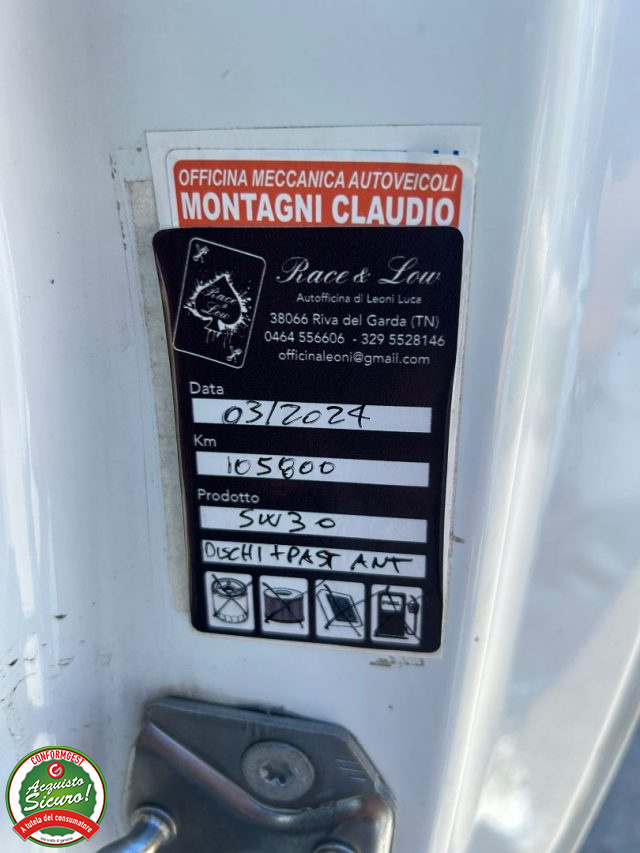 OFFICINA MECCANICA AUTOVEICOLI
MONTAGNI CLAUDIO
Race & Low
Race & Low
Autofficina di Leoni Luca
38066 Riva del Garda (TN)
0464 556606 - 329 5528146
officinaleoni@gmail.com
Data
03/2024
Km
105800
Prodotto
5W30
DISCHI + PAST ANT
CONFORMGEST
Acquisto
Sicuro!
A tutela del consumatore